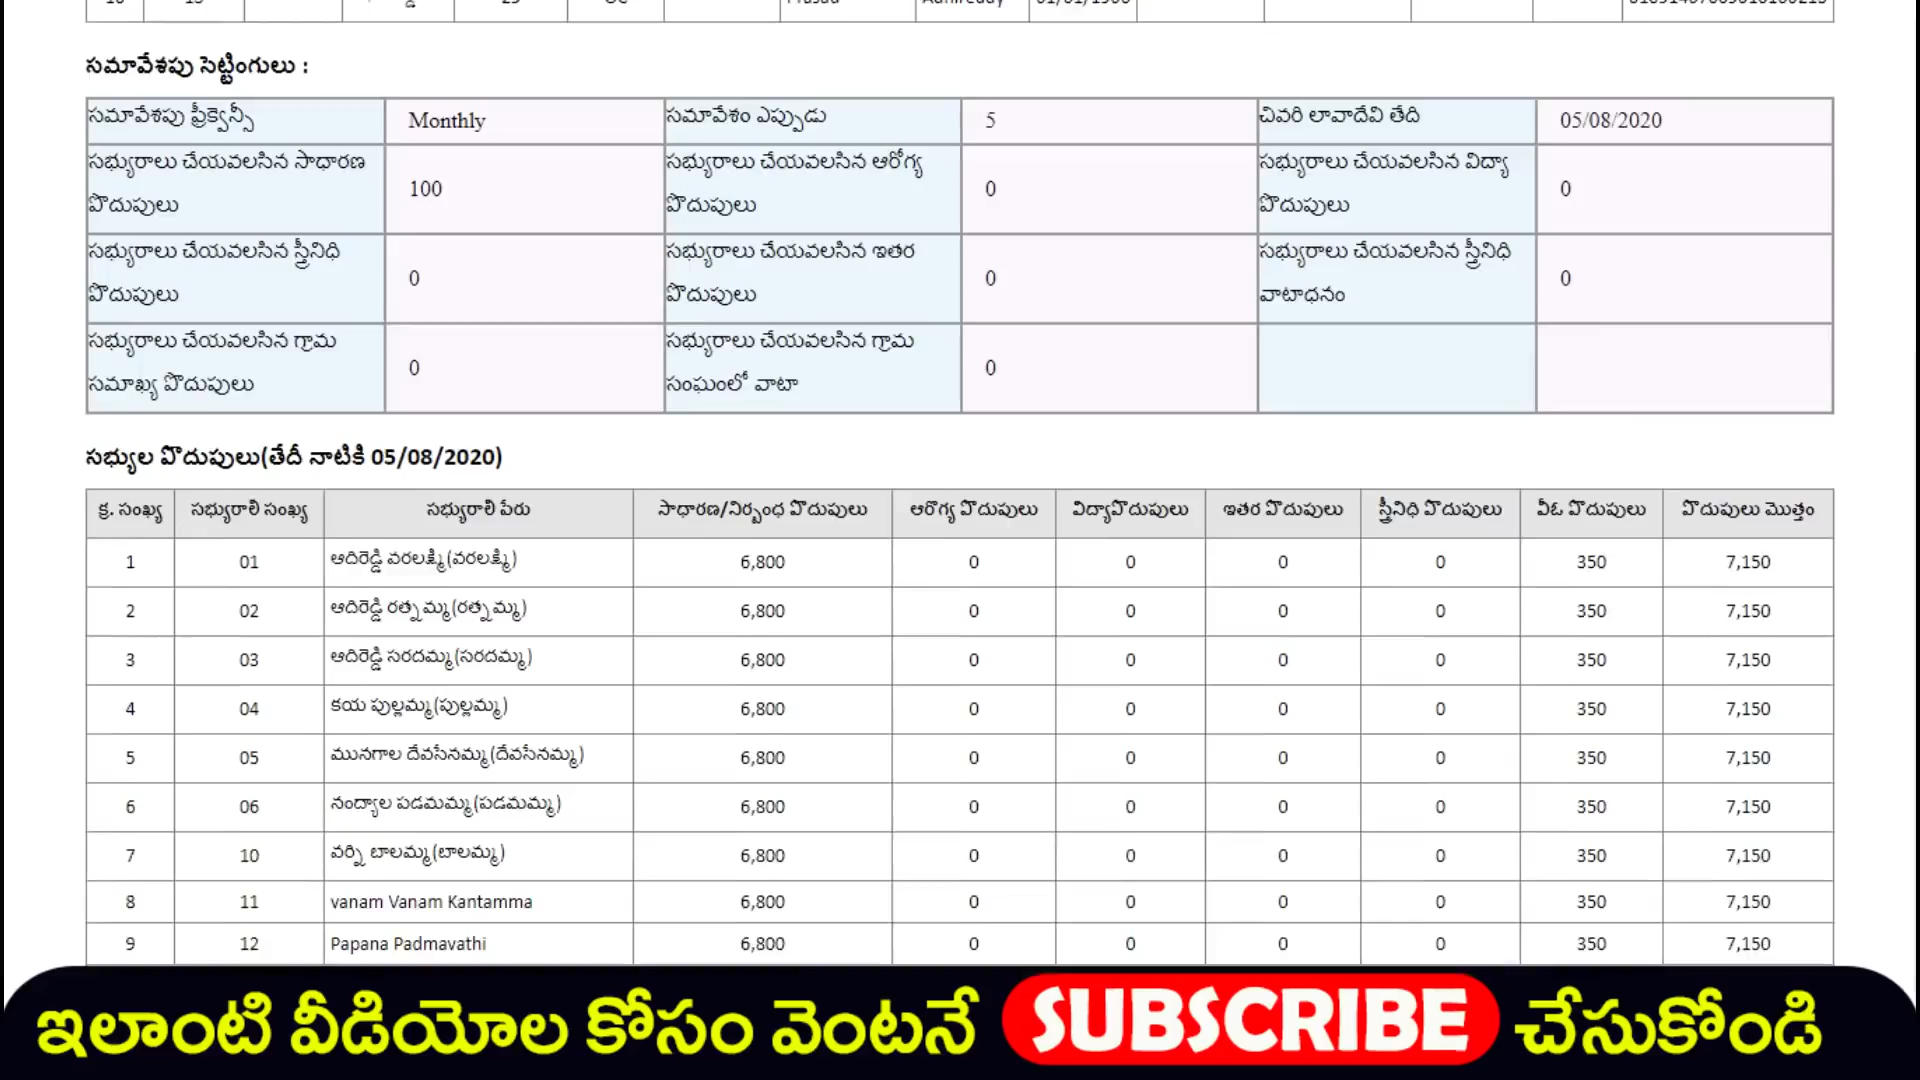 సమావేశపు సెట్టింగులు :
సమావేశపు ఫ్రీక్వెన్సీ Monthly సమావేశం ఎప్పుడు 5 చివరి లావాదేవి తేది 05/08/2020
సభ్యురాలు చేయవలసిన సాధారణ పొదుపులు 100 సభ్యురాలు చేయవలసిన ఆరోగ్య పొదుపులు 0 సభ్యురాలు చేయవలసిన విద్యా పొదుపులు 0
సభ్యురాలు చేయవలసిన స్త్రీనిధి పొదుపులు 0 సభ్యురాలు చేయవలసిన ఇతర పొదుపులు 0 సభ్యురాలు చేయవలసిన స్త్రీనిధి వాటాధనం 0
సభ్యురాలు చేయవలసిన గ్రామ సమాఖ్య పొదుపులు 0 సభ్యురాలు చేయవలసిన గ్రామ సంఘంలో వాటా 0
సభ్యుల పొదుపులు(తేదీ నాటికి 05/08/2020)
క్ర. సంఖ్య సభ్యురాలి సంఖ్య సభ్యురాలి పేరు సాధారణ/నిర్బంధ పొదుపులు ఆరోగ్య పొదుపులు విద్యాపొదుపులు ఇతర పొదుపులు స్త్రీనిధి పొదుపులు వీఓ పొదుపులు పొదుపులు మొత్తం
1 01 ఆదిరెడ్డి వరలక్ష్మి(వరలక్ష్మి) 6,800 0 0 0 0 350 7,150
2 02 ఆదిరెడ్డి రత్నమ్మ(రత్నమ్మ) 6,800 0 0 0 0 350 7,150
3 03 ఆదిరెడ్డి సరదమ్మ(సరదమ్మ) 6,800 0 0 0 0 350 7,150
4 04 కయ పుల్లమ్మ(పుల్లమ్మ) 6,800 0 0 0 0 350 7,150
5 05 మునగాల దేవసేనమ్మ(దేవసేనమ్మ) 6,800 0 0 0 0 350 7,150
6 06 నంద్యాల పడమమ్మ(పడమమ్మ) 6,800 0 0 0 0 350 7,150
7 10 వర్ని బాలమ్మ(బాలమ్మ) 6,800 0 0 0 0 350 7,150
8 11 vanam Vanam Kantamma 6,800 0 0 0 0 350 7,150
9 12 Papana Padmavathi 6,800 0 0 0 0 350 7,150
ఇలాంటి వీడియోల కోసం వెంటనే SUBSCRIBE చేసుకోండి